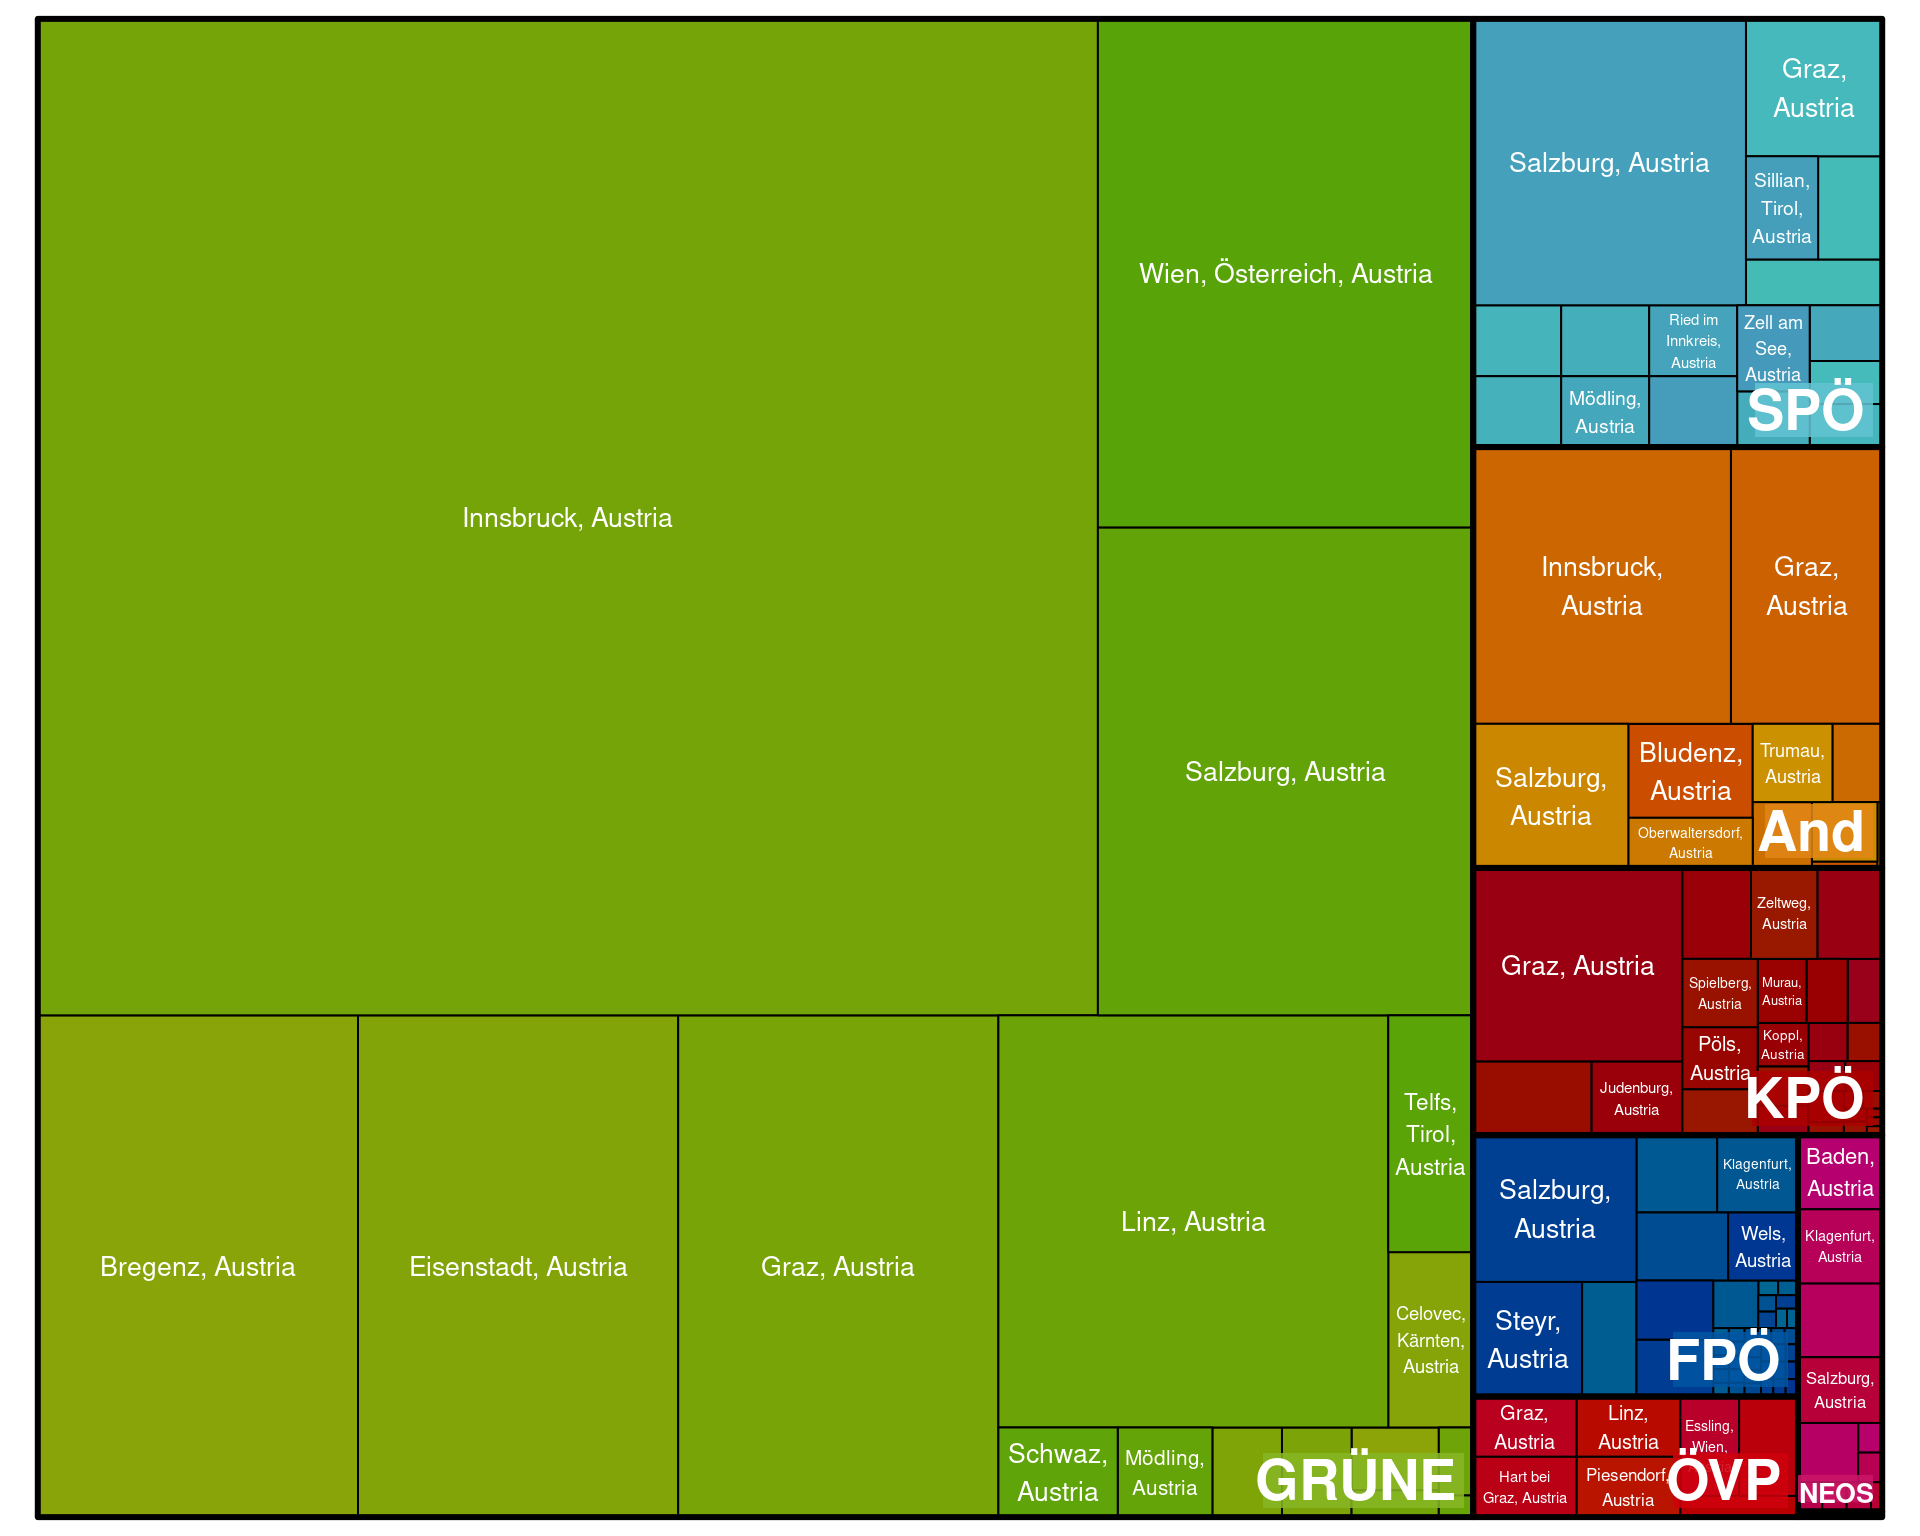 Innsbruck, Austria
Wien, Österreich, Austria
Salzburg, Austria
Bregenz, Austria
Eisenstadt, Austria
Graz, Austria
Linz, Austria
Telfs,
Tirol,
Austria
Celovec,
Kärnten,
Austria
Schwaz,
Austria
Mödling,
Austria
GRÜNE
Salzburg, Austria
Graz,
Austria
Sillian,
Tirol,
Austria
Ried im
Innkreis,
Austria
Zell am
See,
Austria
Mödling,
Austria
SPÖ
Innsbruck,
Austria
Graz,
Austria
Salzburg,
Austria
Bludenz,
Austria
Trumau,
Austria
Oberwaltersdorf,
Austria
And
Graz, Austria
Zeltweg,
Austria
Spielberg,
Austria
Murau,
Austria
Pöls,
Austria
Koppl,
Austria
Judenburg,
Austria
KPÖ
Salzburg,
Austria
Klagenfurt,
Austria
Wels,
Austria
Steyr,
Austria
FPÖ
Baden,
Austria
Klagenfurt,
Austria
Salzburg,
Austria
NEOS
Graz,
Austria
Linz,
Austria
Essling,
Wien,
Hart bei
Graz, Austria
Piesendorf,
Austria
ÖVP